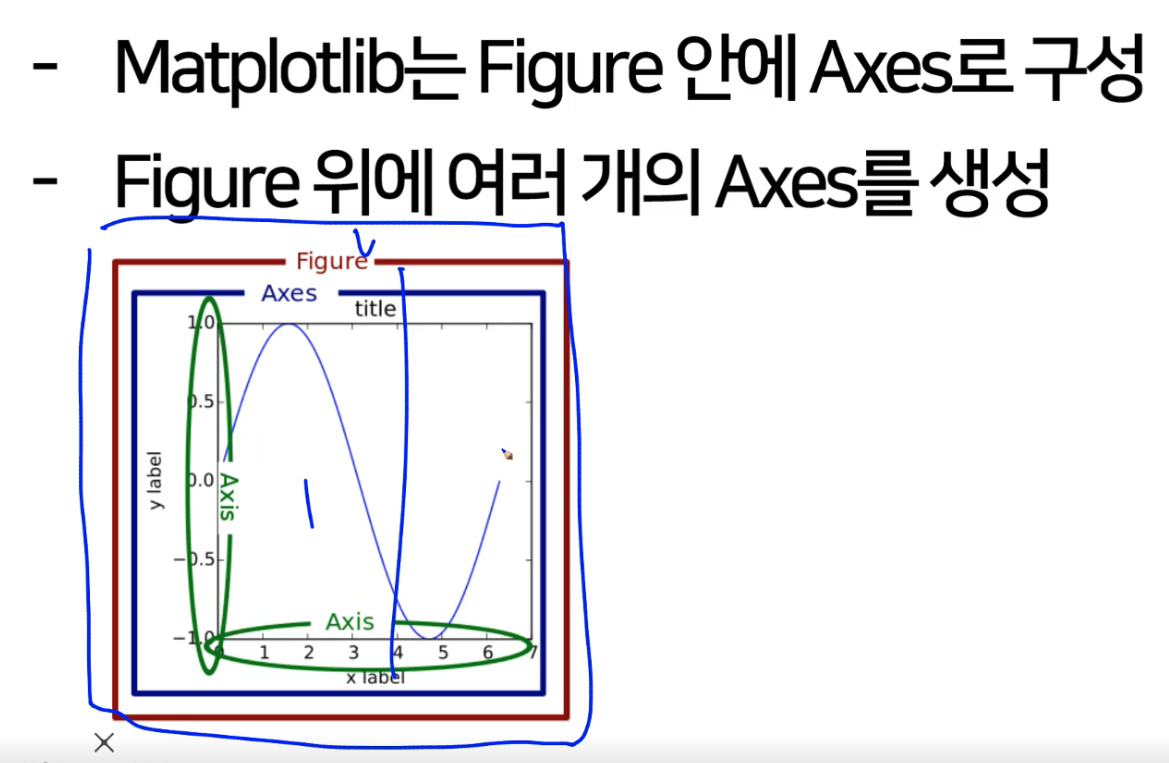 - Matplotlib는 Figure 안에 Axes로 구성
- Figure 위에 여러 개의 Axes를 생성
Figure
Axes
title
1.0
0.5
0.0
−0.5
−1.0
y label
Axis
Axis
0 1 2 3 4 5 6 7
x label